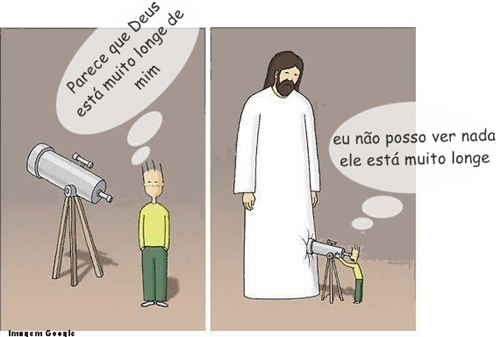 Parece que Deus
está muito longe de
mim
eu não posso ver nada
ele está muito longe
Imagens Google